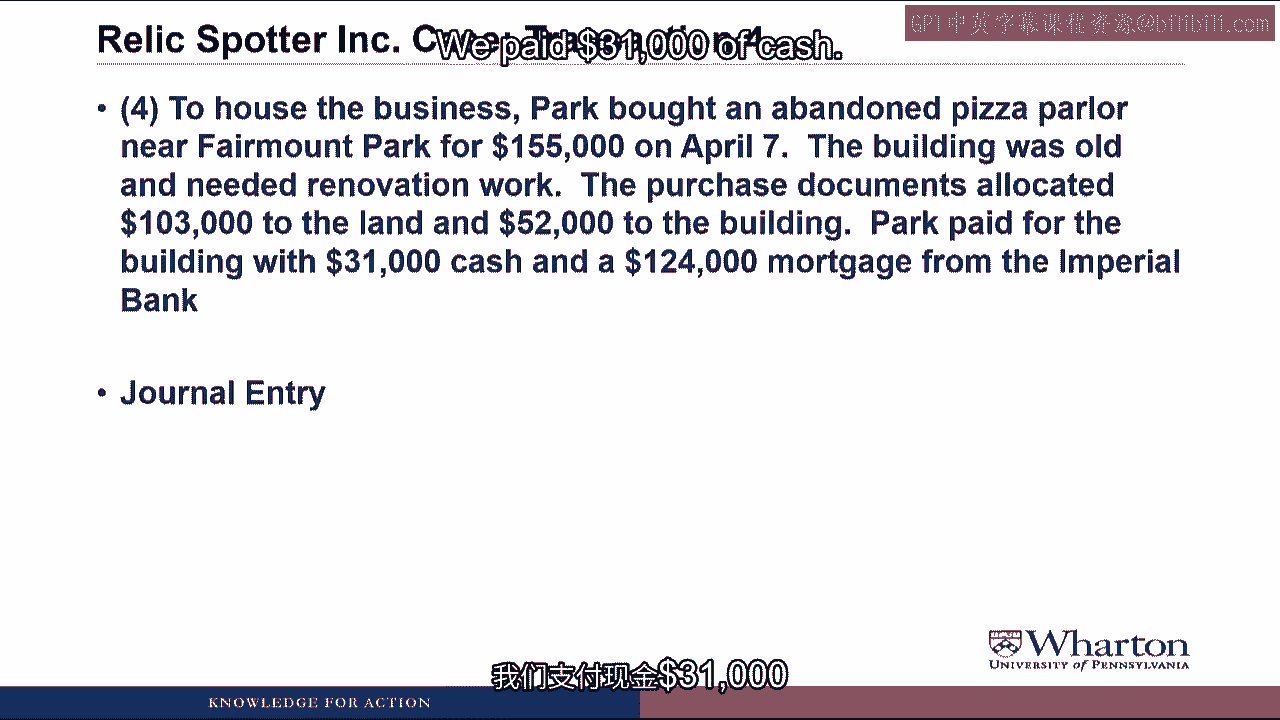 GPT中英字幕课程资源@bilibili.com
Relic Spotter Inc. Case: Transaction 4
We paid $31,000 of cash.
• (4) To house the business, Park bought an abandoned pizza parlor
near Fairmount Park for $155,000 on April 7. The building was old
and needed renovation work. The purchase documents allocated
$103,000 to the land and $52,000 to the building. Park paid for the
building with $31,000 cash and a $124,000 mortgage from the Imperial
Bank
• Journal Entry
Wharton
UNIVERSITY of PENNSYLVANIA
我们支付现金$31,000
KNOWLEDGE FOR ACTION